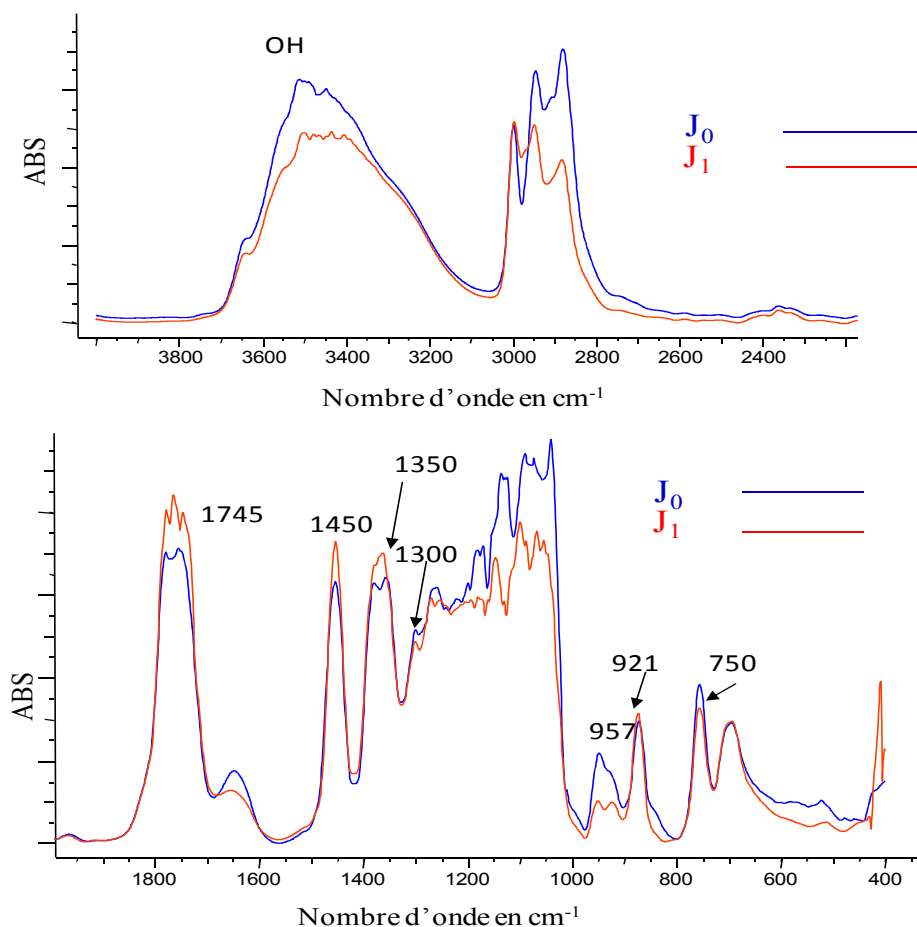 OH
J₀
J₁
ABS
3800 3600 3400 3200 3000 2800 2600 2400
Nombre d'onde en cm⁻¹
1350
1745
1450
1300
J₀
J₁
921
750
957
ABS
1800 1600 1400 1200 1000 800 600 400
Nombre d'onde en cm⁻¹